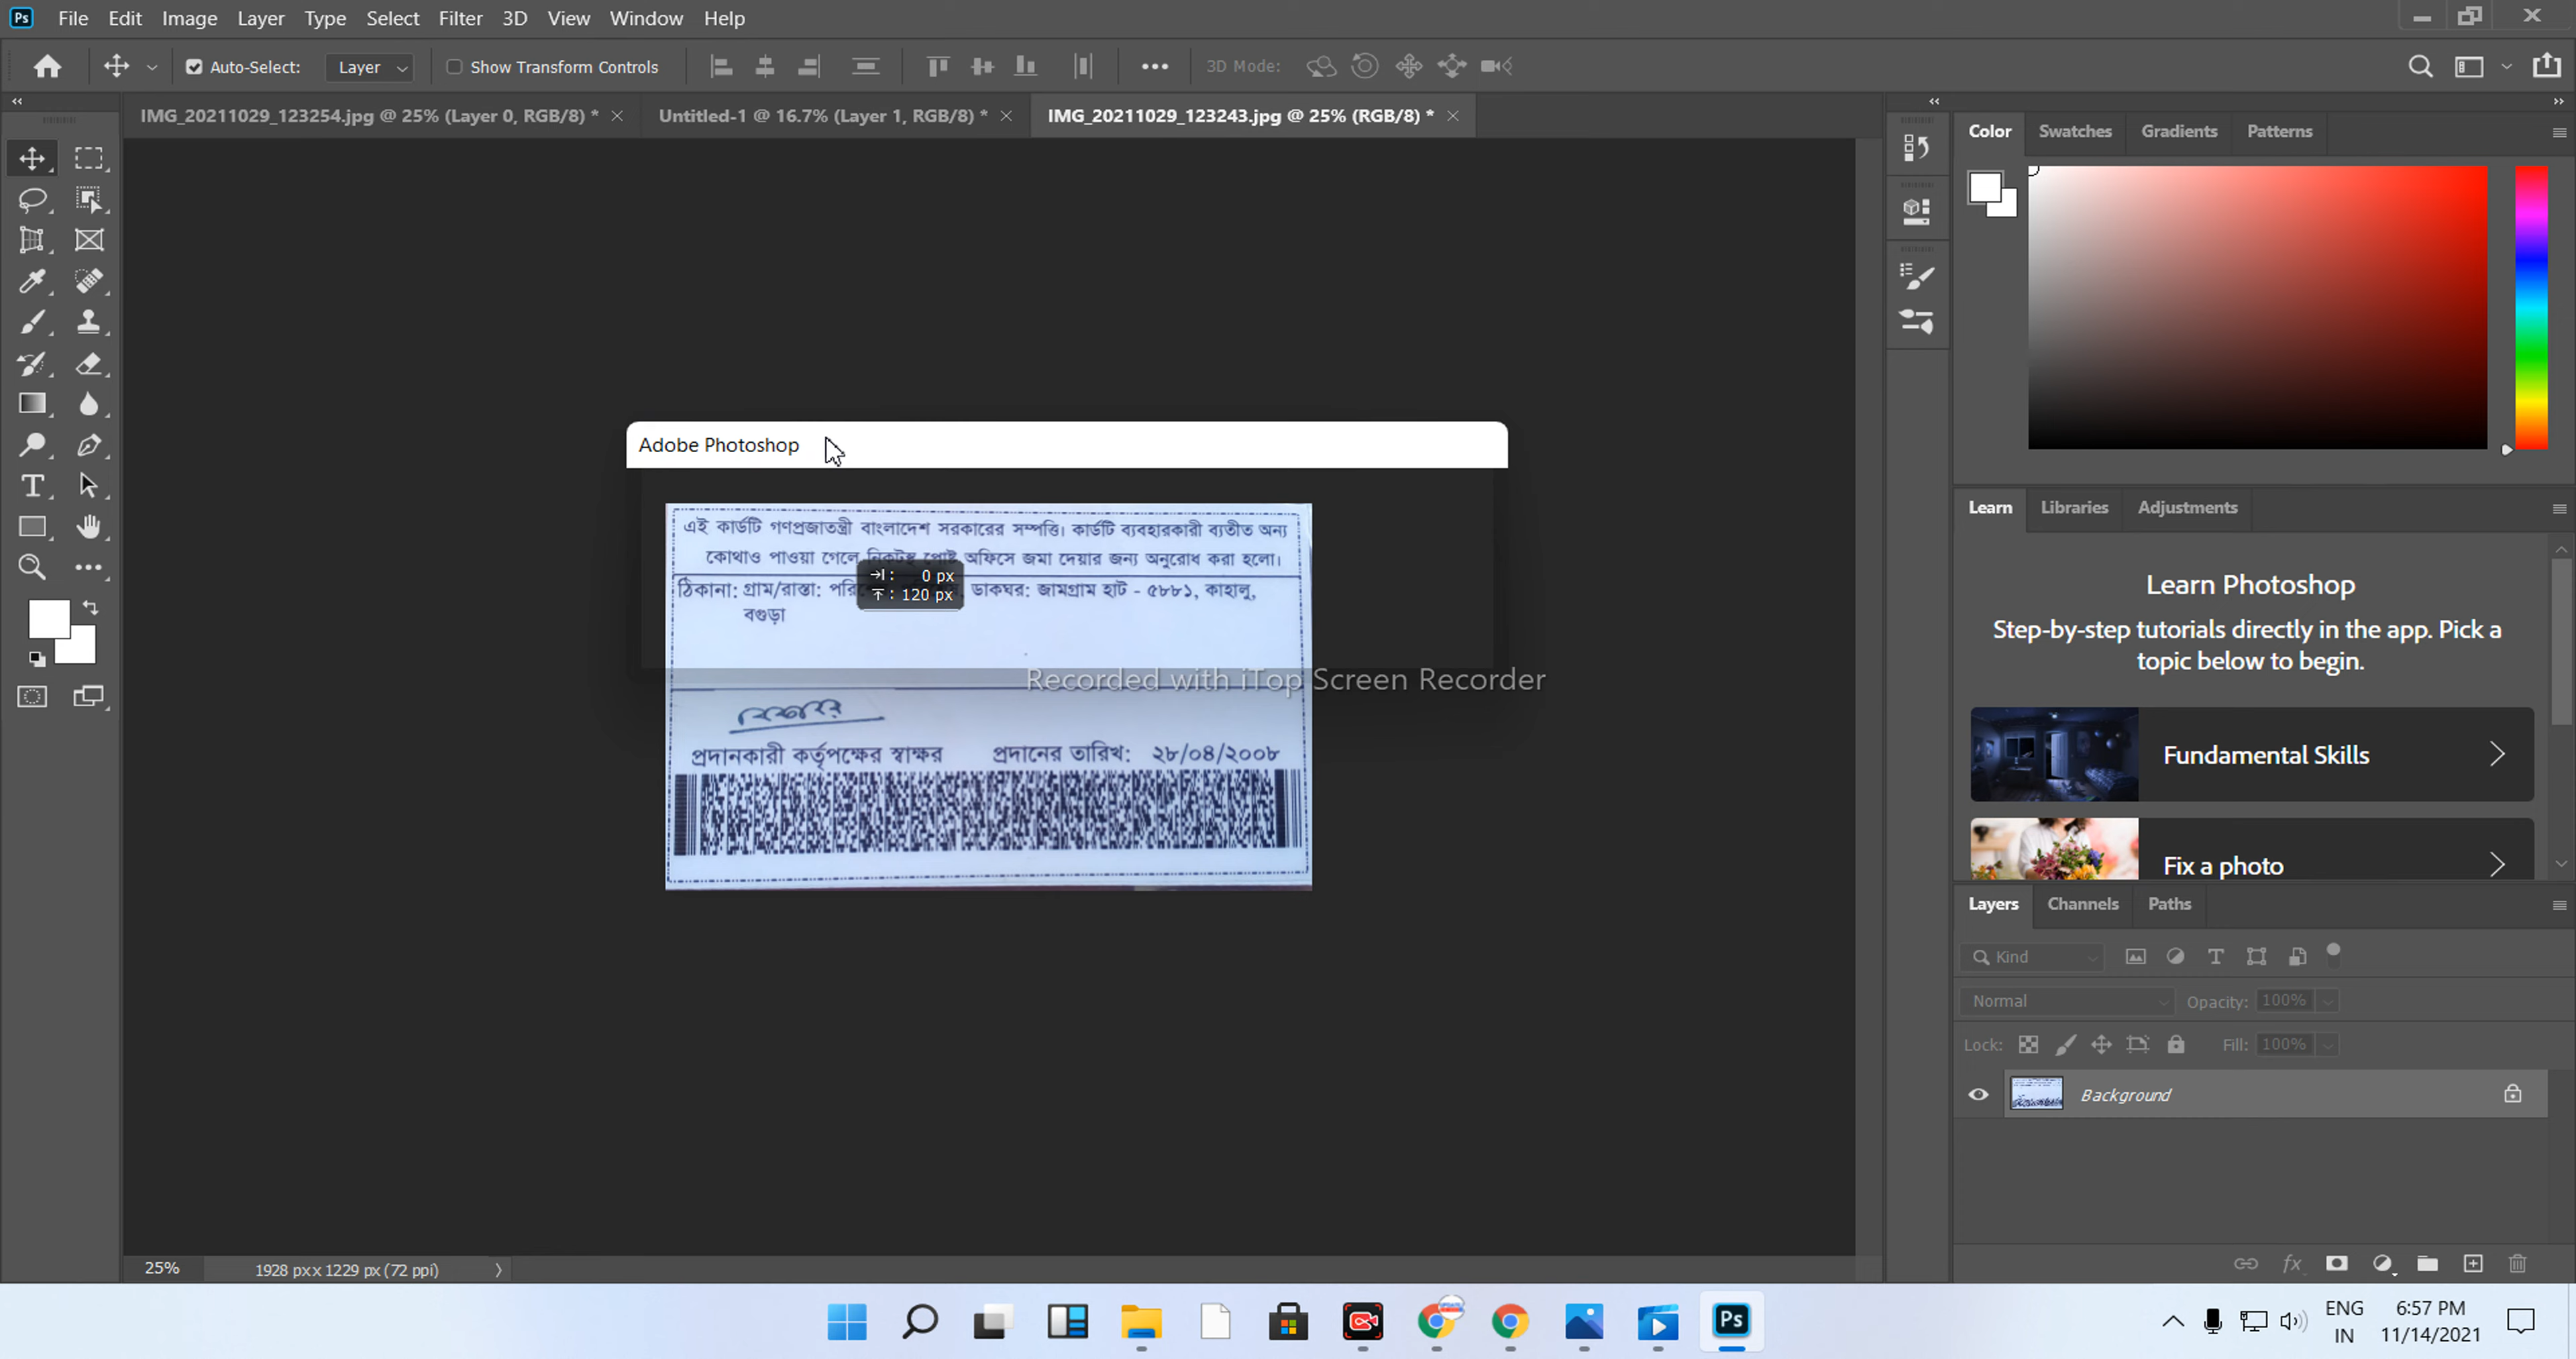 Ps File Edit Image Layer Type Select Filter 3D View Window Help
Auto-Select: Layer Show Transform Controls 3D Mode:
IMG_20211029_123254.jpg @ 25% (Layer 0, RGB/8) *
Untitled-1 @ 16.7% (Layer 1, RGB/8) *
IMG_20211029_123243.jpg @ 25% (RGB/8) *
Adobe Photoshop
এই কার্ডটি গণপ্রজাতন্ত্রী বাংলাদেশ সরকারের সম্পত্তি। কার্ডটি ব্যবহারকারী ব্যতীত অন্য
কোথাও পাওয়া গেলে নিকটস্থ পোষ্ট অফিসে জমা দেয়ার জন্য অনুরোধ করা হলো।
ঠিকানা: গ্রাম/রাস্তা: ডাকঘর: জামগ্রাম হাট - ৫৮৮১, কাহালু,
বগুড়া
0 px
120 px
Recorded with iTop Screen Recorder
প্রদানকারী কর্তৃপক্ষের স্বাক্ষর প্রদানের তারিখ: ২৮/০৪/২০০৮
25% 1928 px x 1229 px (72 ppi)
Color Swatches Gradients Patterns
Learn Libraries Adjustments
Learn Photoshop
Step-by-step tutorials directly in the app. Pick a
topic below to begin.
Fundamental Skills
Fix a photo
Layers Channels Paths
Kind
Normal Opacity: 100%
Lock: Fill: 100%
Background
Ps
ENG
IN
6:57 PM
11/14/2021